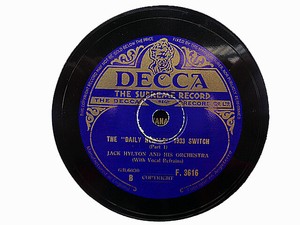 DECCA
THE SUPREME RECORD
THE DECCA RECORD CO LTD
THE "DAILY 1933 SWITCH
(Part 1)
JACK HYLTON AND HIS ORCHESTRA
(With Vocal Refrains)
B COPYRIGHT F. 3616